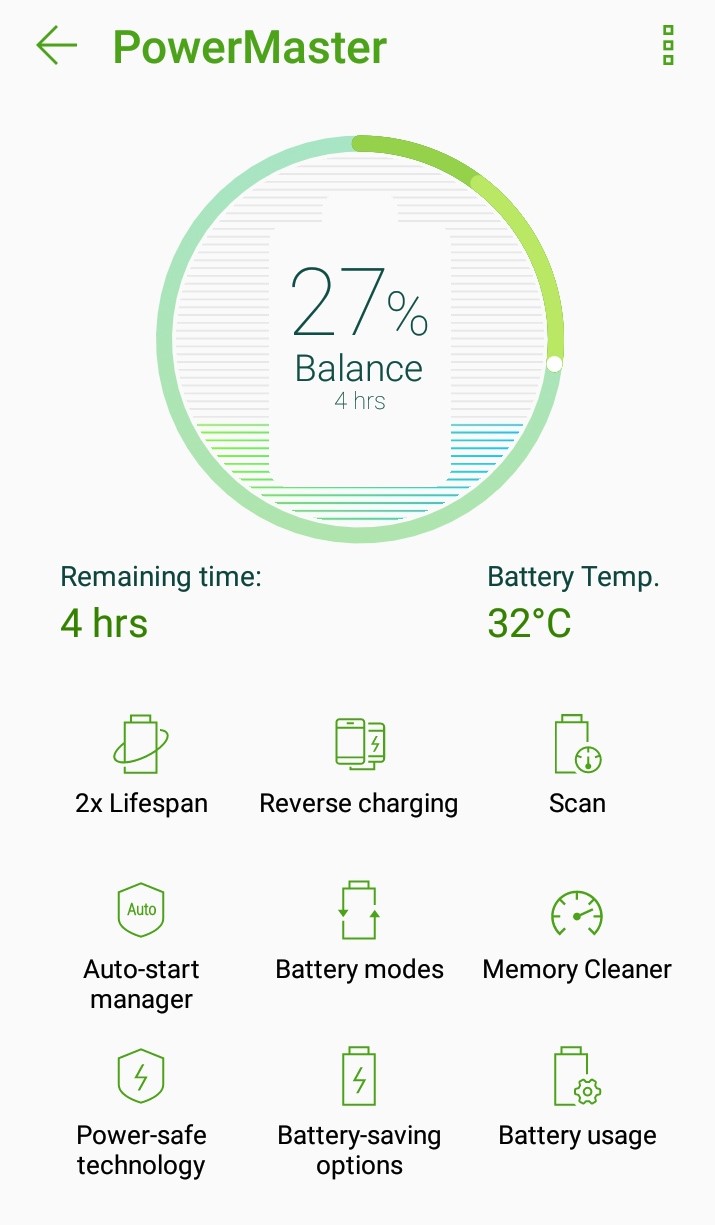 PowerMaster
27%
Balance
4 hrs
Remaining time:
4 hrs
Battery Temp.
32°C
2x Lifespan
Reverse charging
Scan
Auto
Auto-start
manager
Battery modes
Memory Cleaner
Power-safe
technology
Battery-saving
options
Battery usage